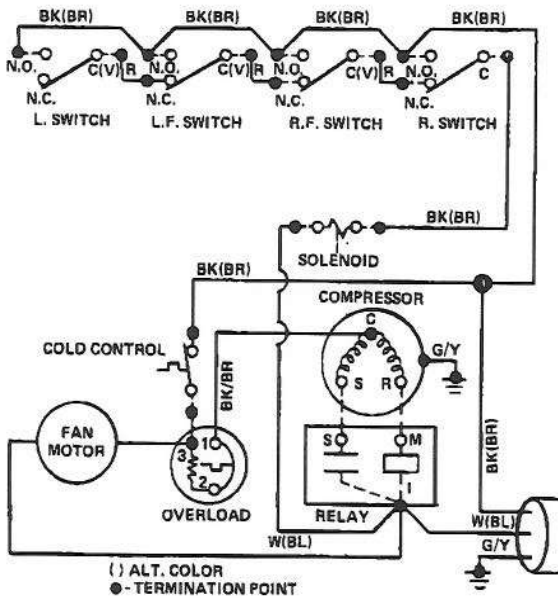 BK(BR) BK(BR) BK(BR) BK(BR)
N.O. C(V) R N.O. C(V) R N.O. C(V) R N.O. C
N.C. N.C. N.C. N.C.
L. SWITCH L.F. SWITCH R.F. SWITCH R. SWITCH
BK(BR)
SOLENOID
BK(BR)
COMPRESSOR
C
G/Y
COLD CONTROL
BK/BR
S R
BK(BR)
FAN
MOTOR
3 1
2
S M
I
OVERLOAD
RELAY
W(BL)
W(BL)
G/Y
( ) ALT. COLOR
●- TERMINATION POINT